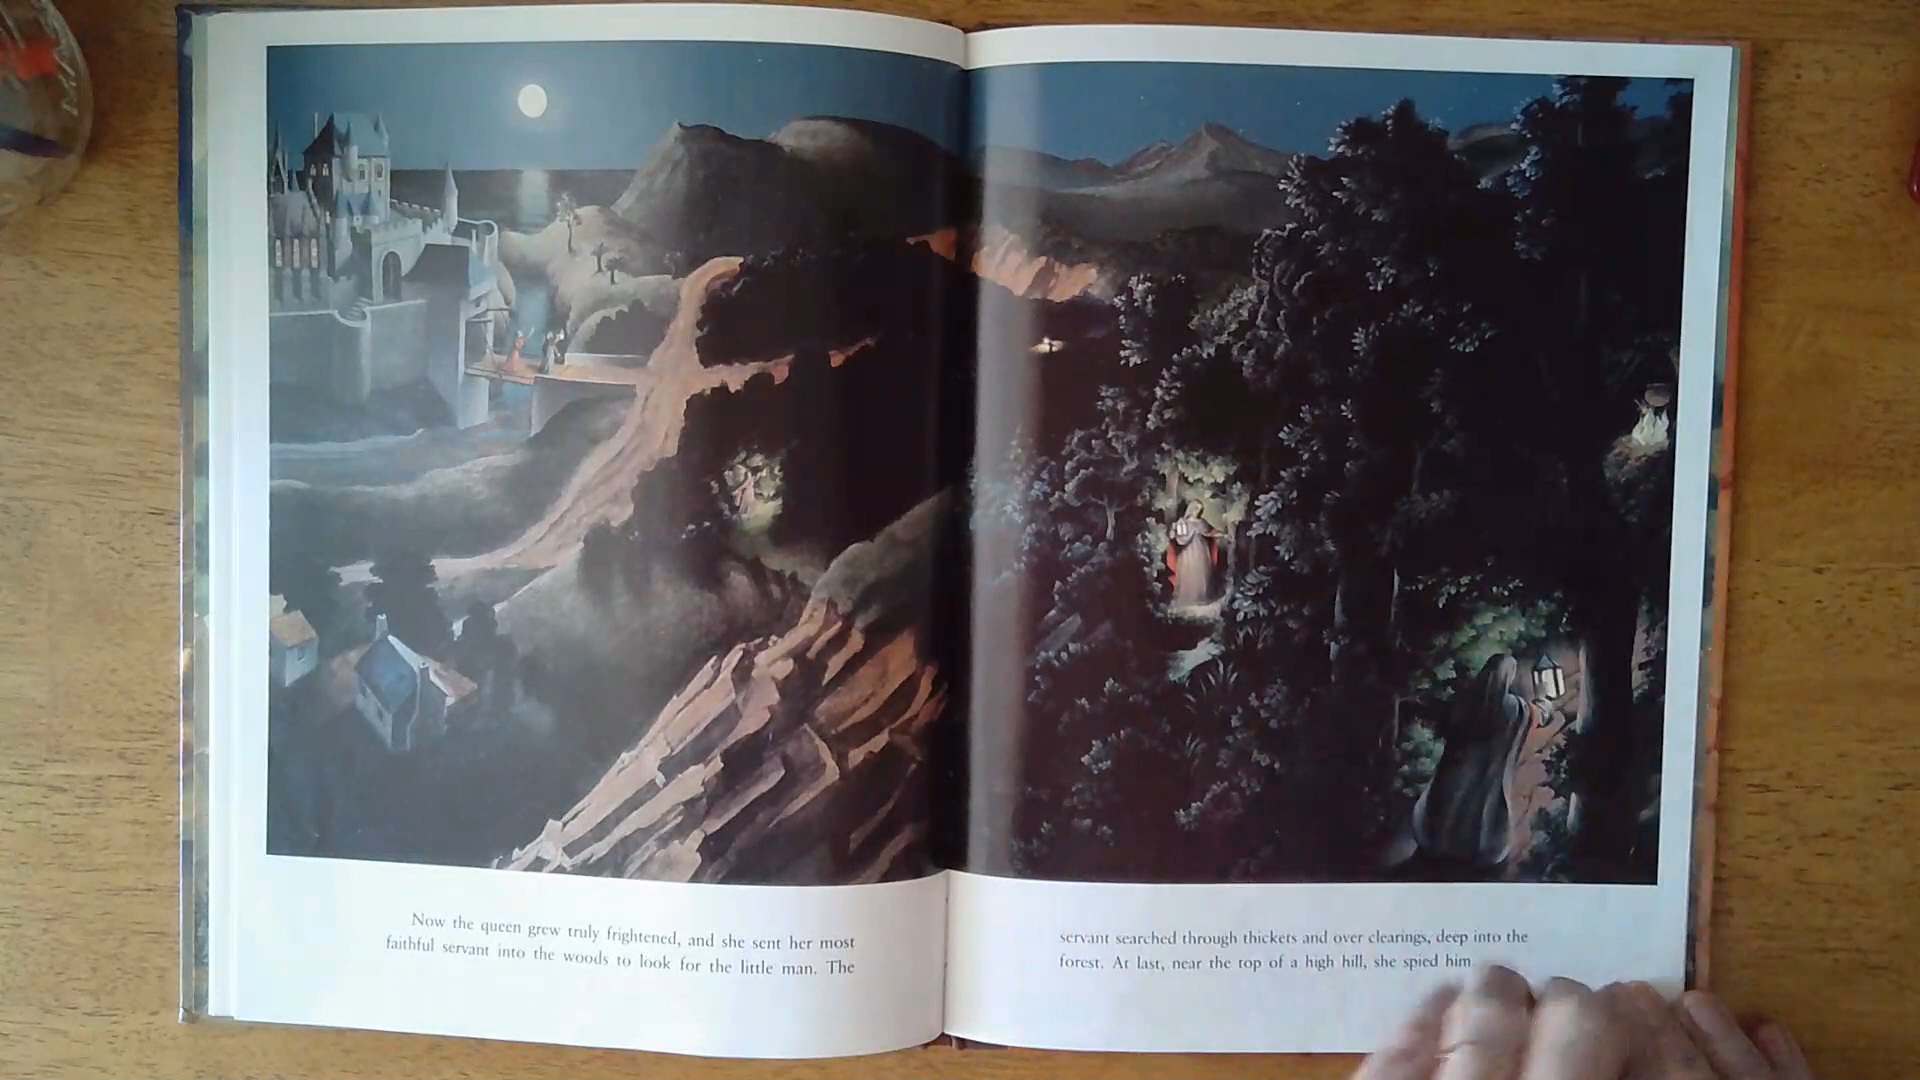 Now the queen grew truly frightened, and she sent her most
faithful servant into the woods to look for the little man. The
servant searched through thickets and over clearings, deep into the
forest. At last, near the top of a high hill, she spied him